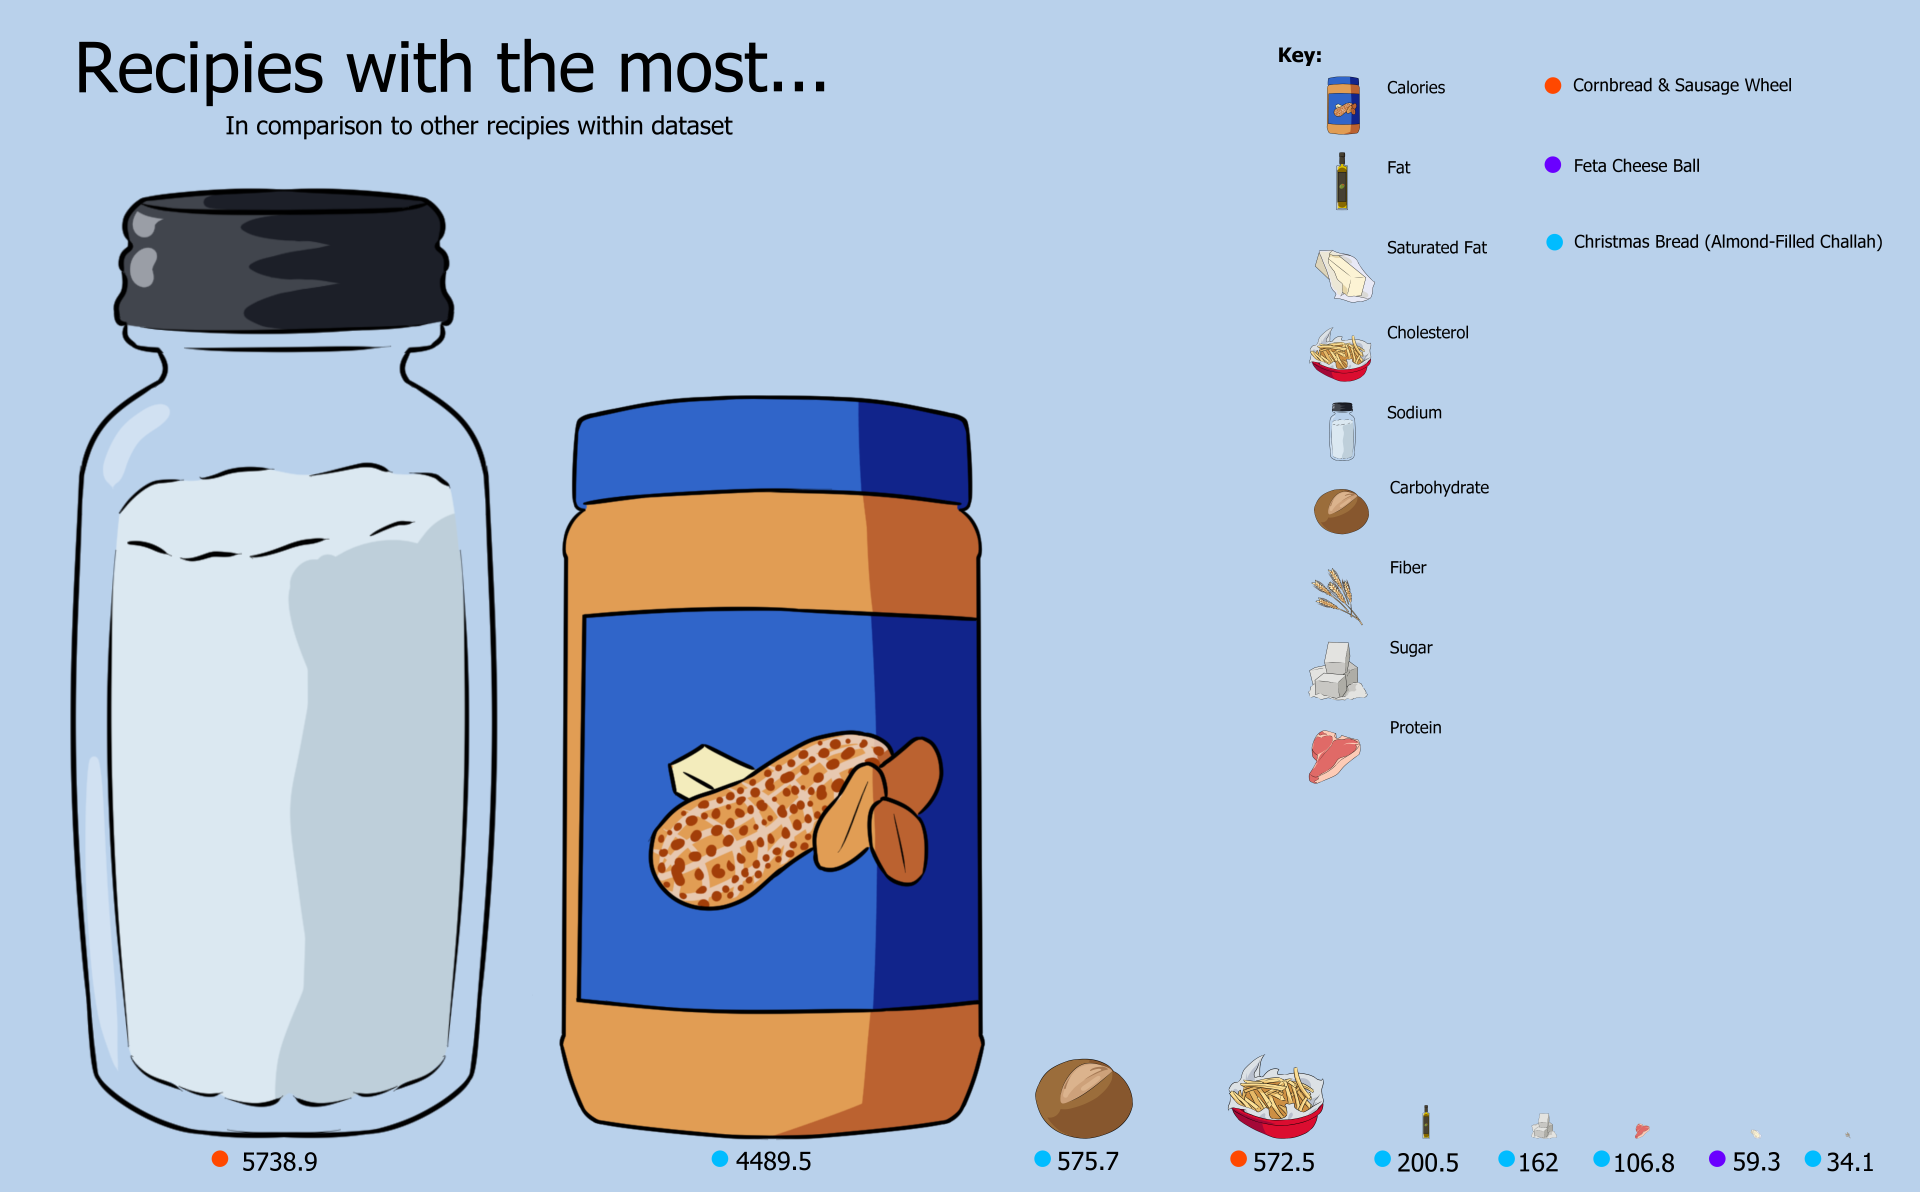 Recipies with the most...
In comparison to other recipies within dataset
Key:
Calories
Cornbread & Sausage Wheel
Fat
Feta Cheese Ball
Saturated Fat
Christmas Bread (Almond-Filled Challah)
Cholesterol
Sodium
Carbohydrate
Fiber
Sugar
Protein
5738.9
4489.5
575.7
572.5
200.5
162
106.8
59.3
34.1